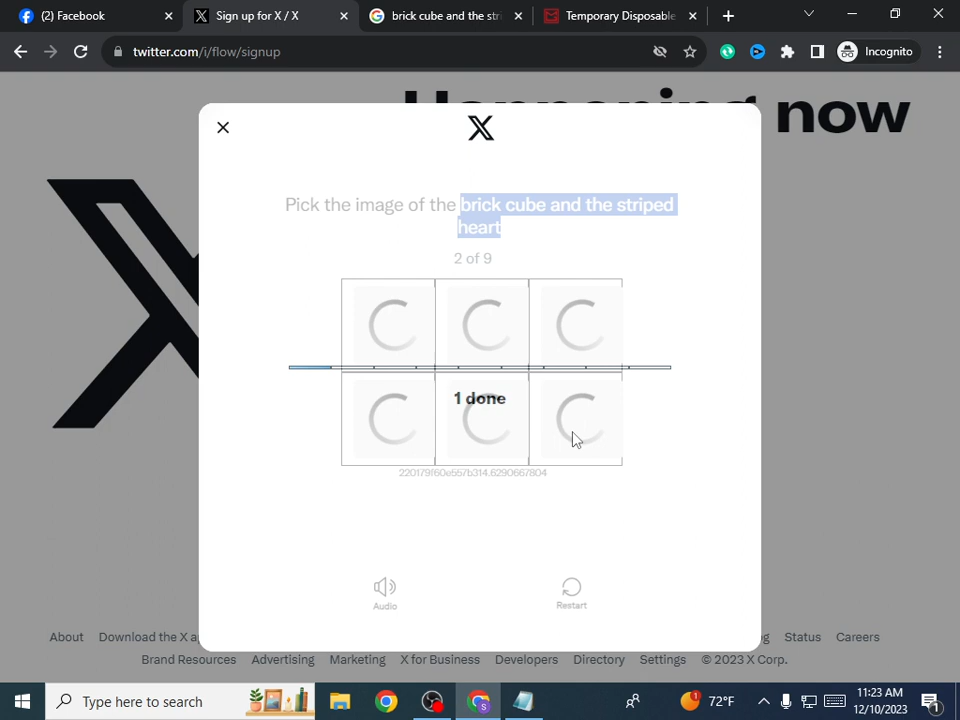 (2) Facebook
Sign up for X / X
brick cube and the stri
Temporary Disposable
twitter.com/i/flow/signup
Incognito
Happening now
Pick the image of the brick cube and the striped
heart
2 of 9
1 done
220179f60e557b314.6290667804
Audio
Restart
About
Download the X a
Status
Careers
Brand Resources
Advertising
Marketing
X for Business
Developers
Directory
Settings
© 2023 X Corp.
Type here to search
72°F
11:23 AM
12/10/2023